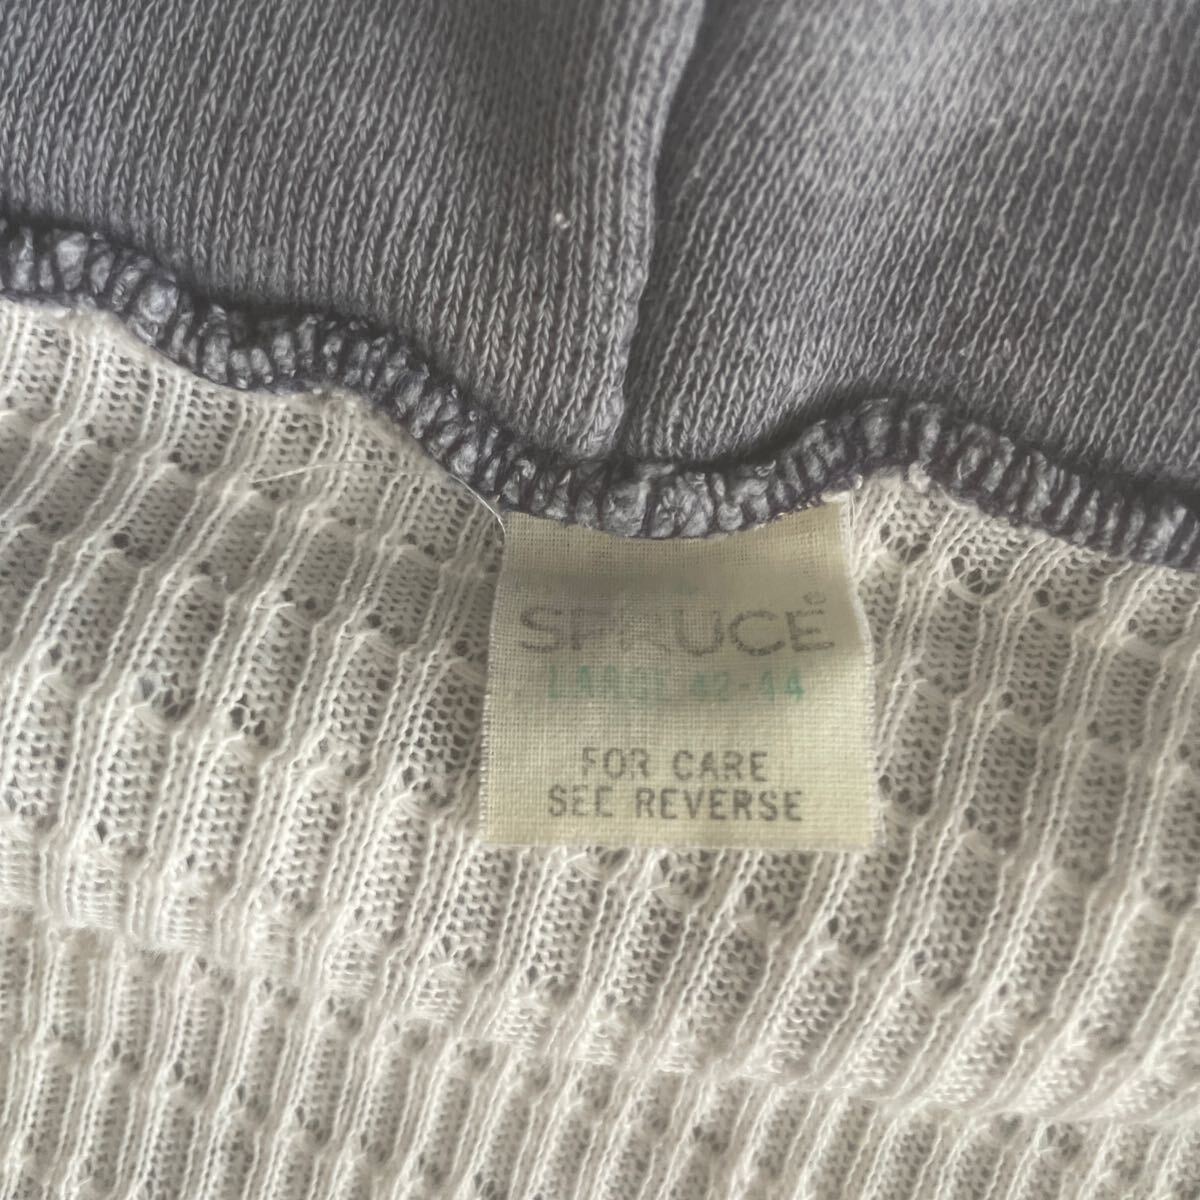 SPRUCE®
LARGE 42-44
FOR CARE
SEE REVERSE